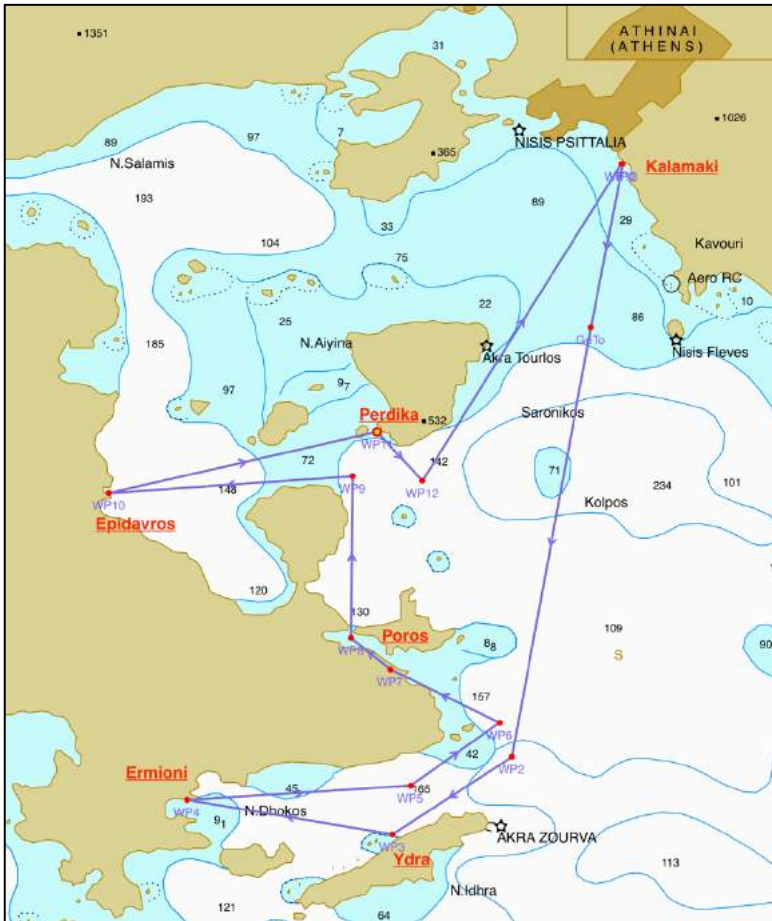 1351
ATHINAI
(ATHENS)
31
1026
89
97
7
NISIS PSITTALIA
N.Salamis
365
Kalamaki
193
89
29
33
104
Kavouri
75
Aero RC
22
10
25
86
185
N.Aiyina
GoTo
Akra Tourlos
Nisis Fleves
97
9₇
Perdika
532
Saronikos
WP11
142
72
71
234
101
148
WP9
WP12
WP10
Kolpos
Epidavros
120
130
Poros
109
WP8
8₈
90
S
WP7
157
WP6
42
WP2
Ermioni
45
165
WP5
N.Dhokos
WP4
9₁
AKRA ZOURVA
WP3
Ydra
113
N.Idhra
121
64